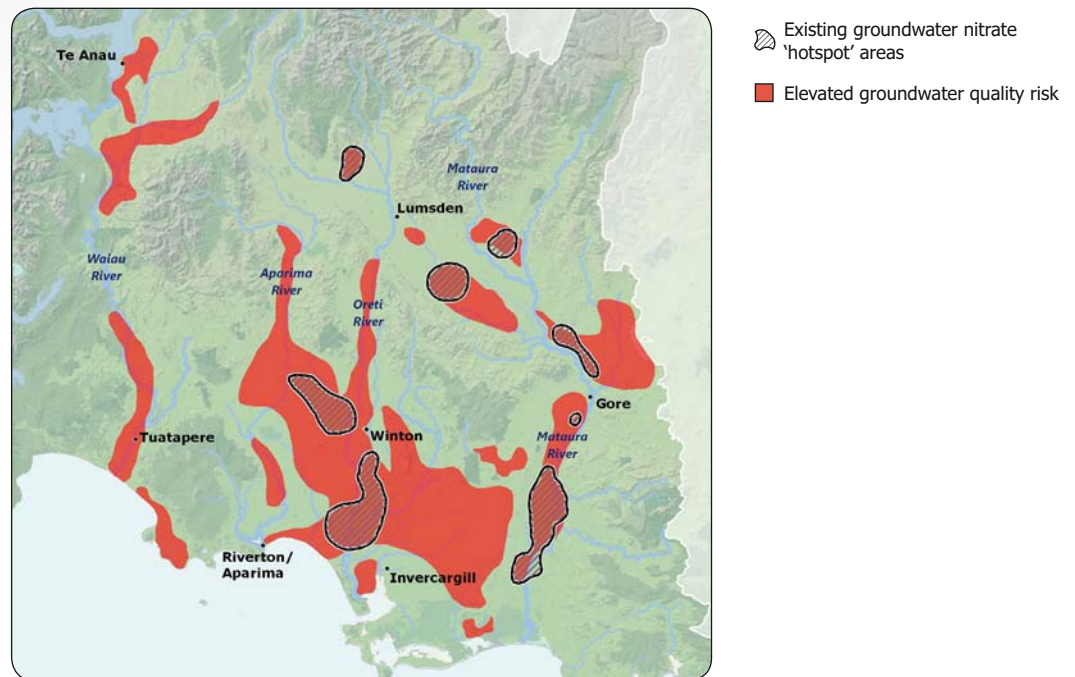 Te Anau
Mataura
River
Lumsden
Waiau
River
Aparima
River
Oreti
River
Gore
Tuatapere
Winton
Mataura
River
Riverton/
Aparima
Invercargill
Existing groundwater nitrate
‘hotspot’ areas
Elevated groundwater quality risk